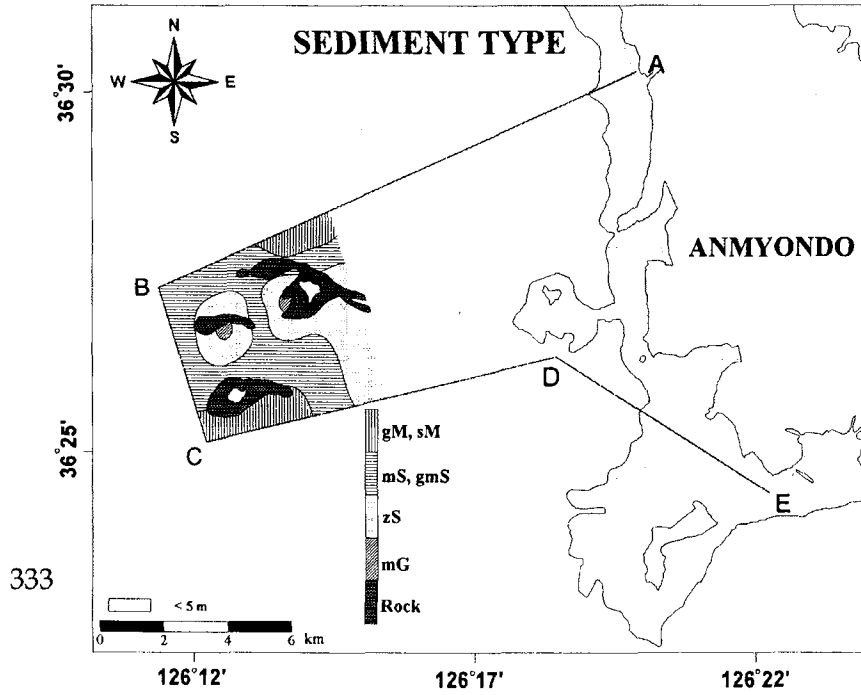 SEDIMENT TYPE
N
W E
S
A
B
C
D
E
ANMYONDO
36°30'
36°25'
gM, sM
mS, gmS
zS
mG
Rock
333
< 5 m
0 2 4 6 km
126°12' 126°17' 126°22'